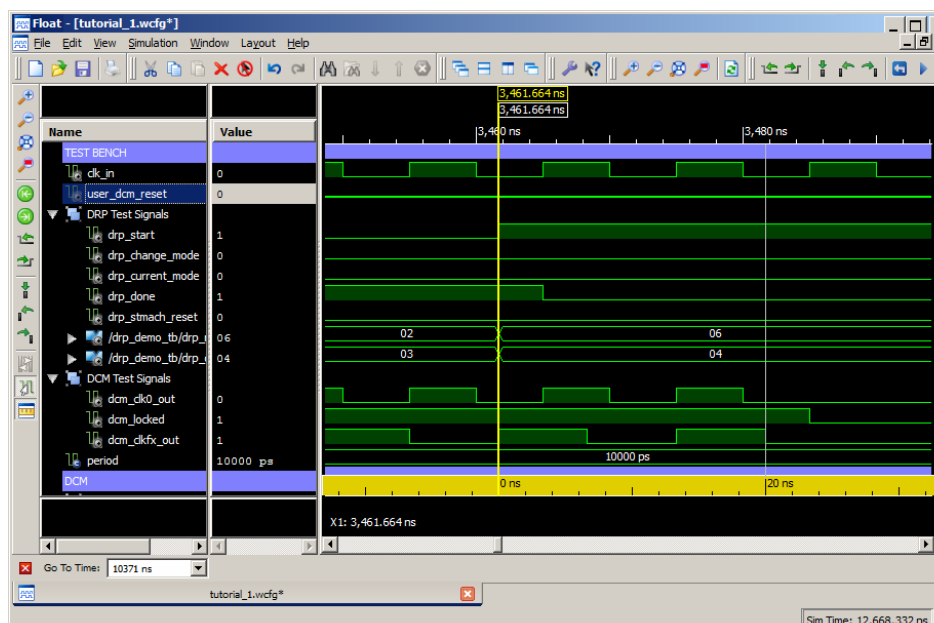 Float - [tutorial_1.wcfg*]
File Edit View Simulation Window Layout Help
3,461.664 ns
3,461.664 ns
Name Value
3,460 ns 3,480 ns
TEST BENCH
clk_in 0
user_dcm_reset 0
DRP Test Signals
drp_start 1
drp_change_mode 0
drp_current_mode 0
drp_done 1
drp_stmach_reset 0
/drp_demo_tb/drp_ 06 02 06
/drp_demo_tb/drp_ 04 03 04
DCM Test Signals
dcm_clk0_out 0
dcm_locked 1
dcm_clkfx_out 1
period 10000 ps 10000 ps
DCM 0 ns 20 ns
X1: 3,461.664 ns
Go To Time: 10371 ns
tutorial_1.wcfg*
Sim Time: 12,668,332 ps